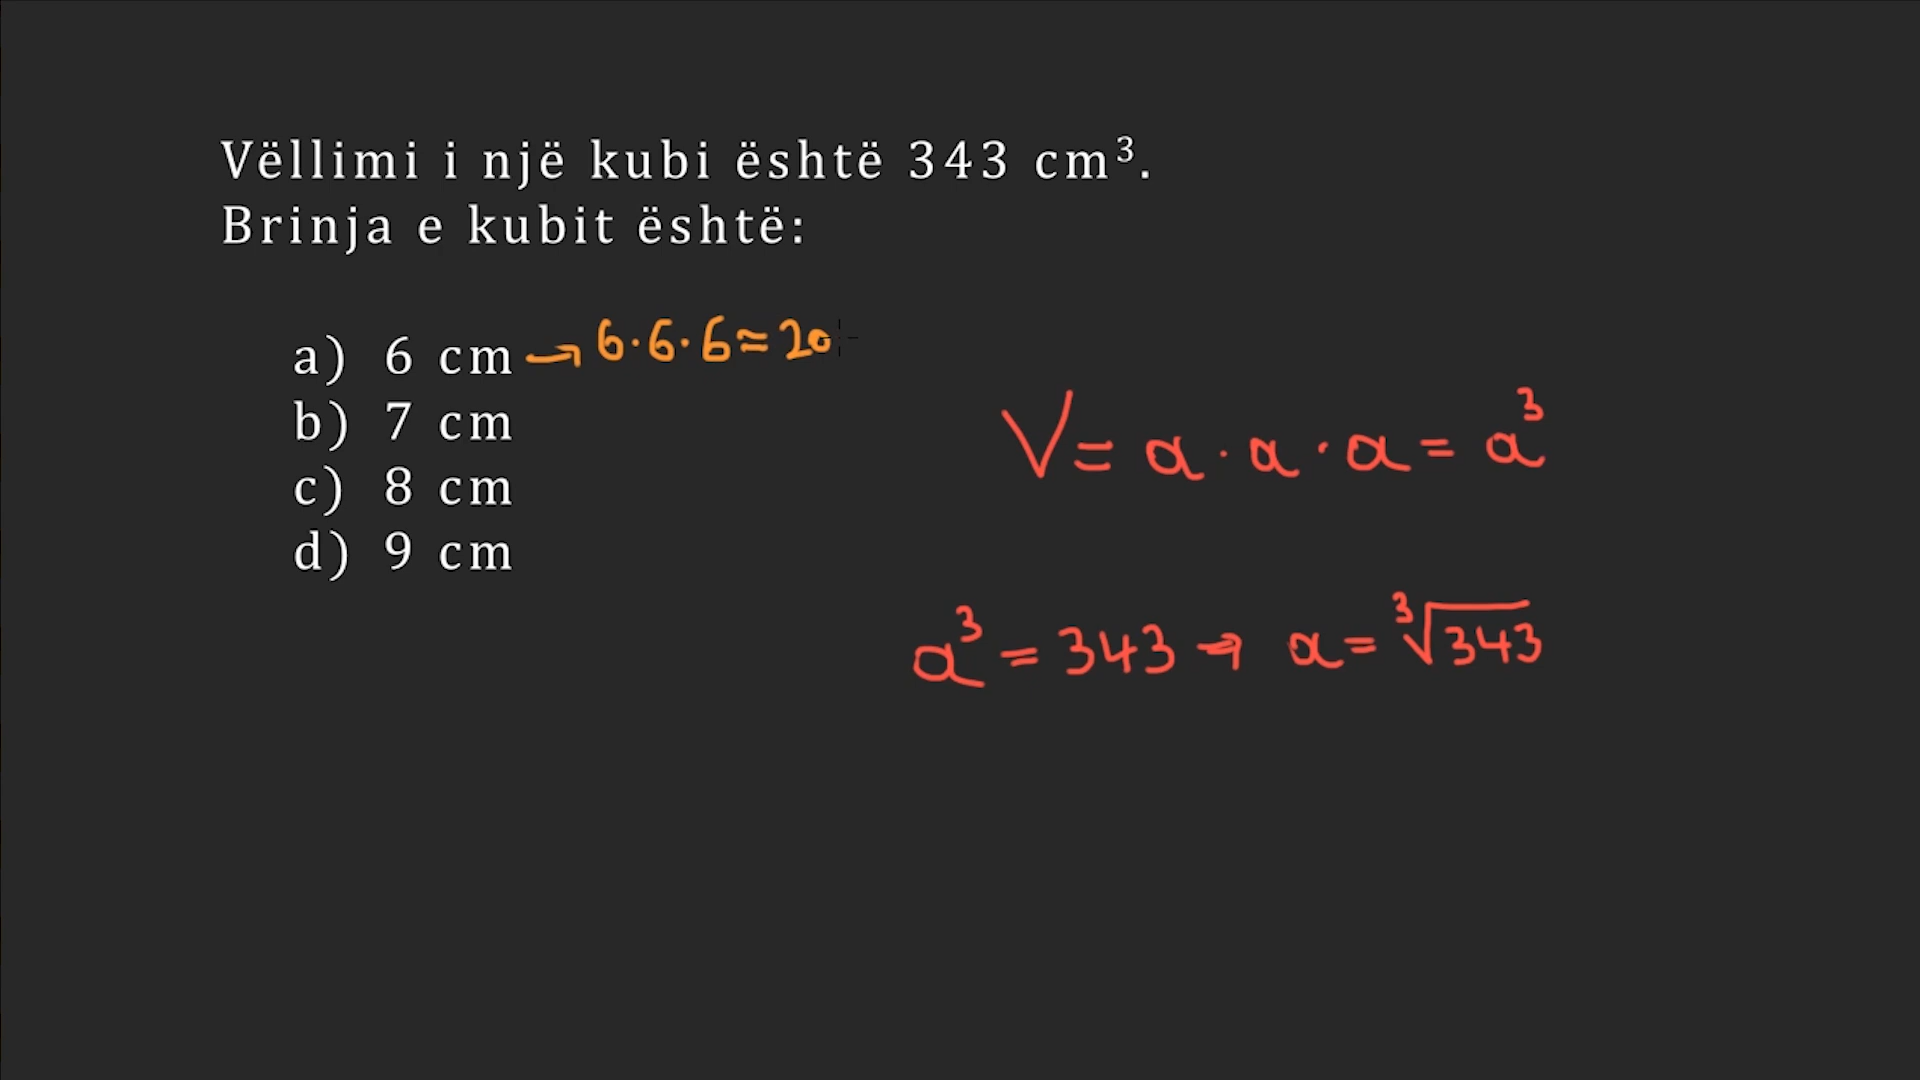 Vëllimi i një kubi është 343 cm³.
Brinja e kubit është:
a) 6 cm → 6·6·6≈20
b) 7 cm
c) 8 cm
d) 9 cm
V= a · a · a = a³
a³ = 343 → a = ∛343